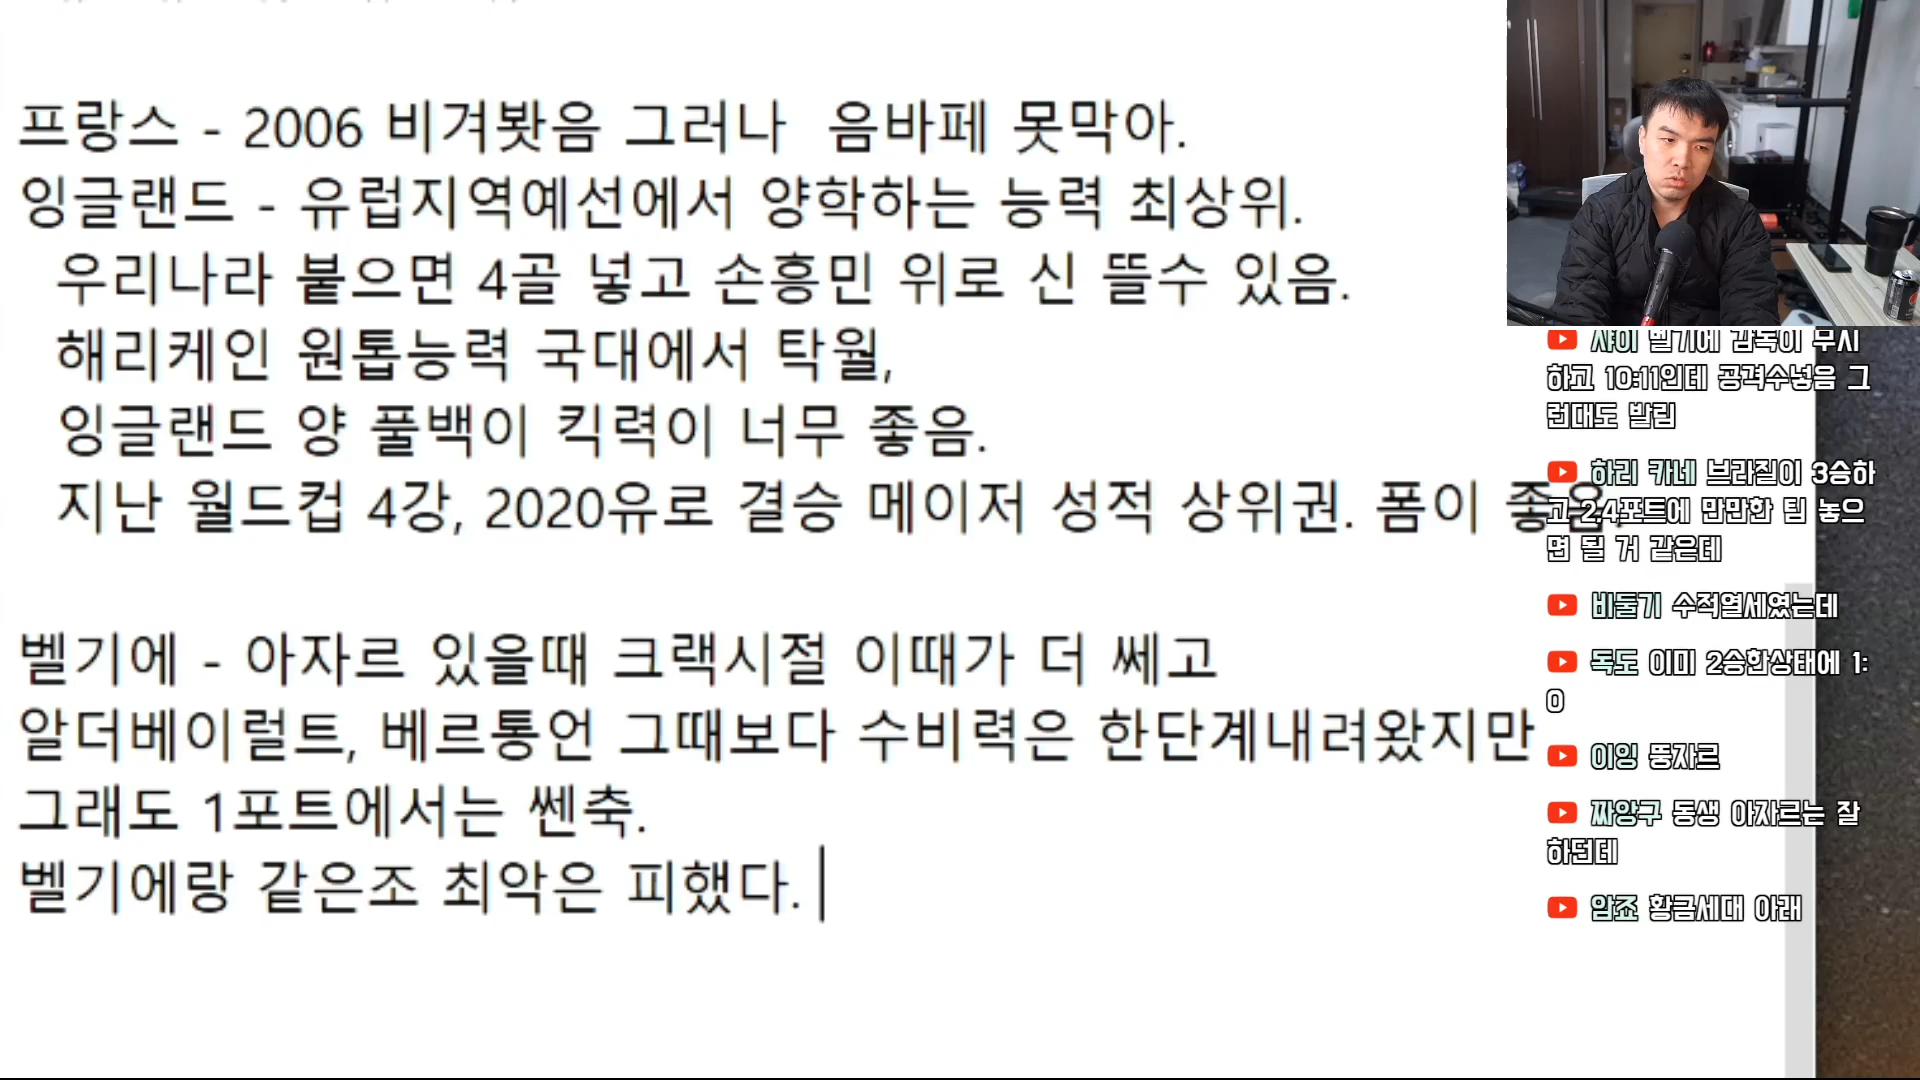 프랑스 - 2006 비겨봣음 그러나  음바페 못막아.
잉글랜드 - 유럽지역예선에서 양학하는 능력 최상위.
우리나라 붙으면 4골 넣고 손흥민 위로 신 뜰수 있음.
해리케인 원톱능력 국대에서 탁월,
잉글랜드 양 풀백이 킥력이 너무 좋음.
지난 월드컵 4강, 2020유로 결승 메이저 성적 상위권. 폼이 좋음.
벨기에 - 아자르 있을때 크랙시절 이때가 더 쎄고
알더베이럴트, 베르통언 그때보다 수비력은 한단계내려왔지만
그래도 1포트에서는 쎈축.
벨기에랑 같은조 최악은 피했다.
샤이 벨기에 감독이 무시
하고 10:11인데 공격수넣음 그
런대도 발림
하리 카네 브라질이 3승하
고 2,4포트에 만만한 팀 놓으
면 될 거 같은데
비둘기 수적열세였는데
독도 이미 2승한상태에 1:
0
이잉 뚱자르
짜앙구 동생 아자르는 잘
하던데
암죠 황금세대 아래